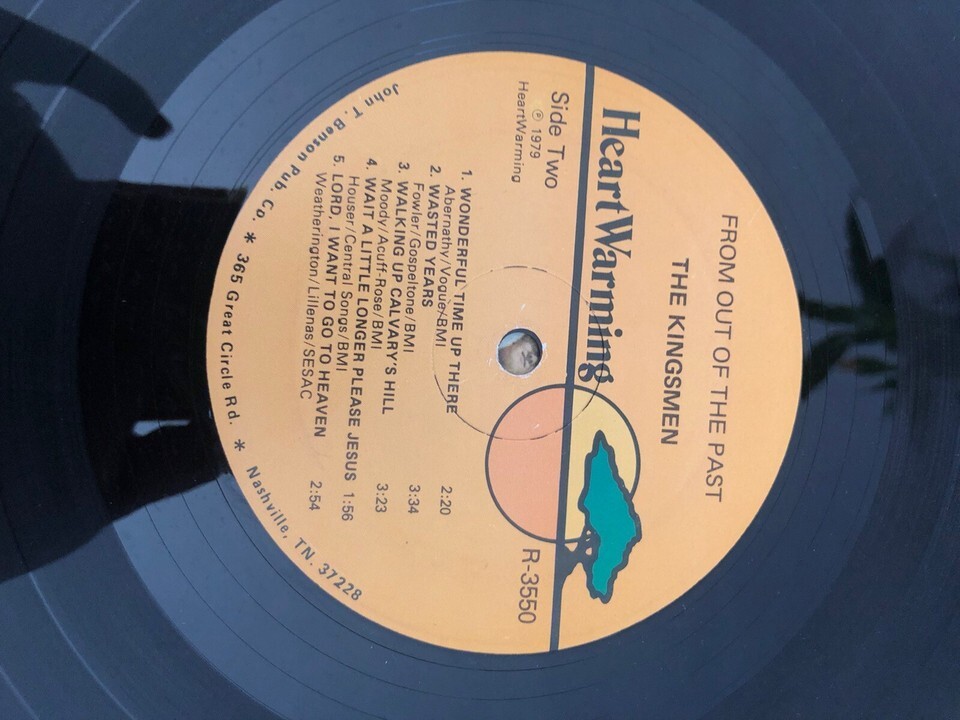 FROM OUT OF THE PAST
THE KINGSMEN
HeartWarming
Side Two
℗ 1979
HeartWarming
R-3550
1. WONDERFUL TIME UP THERE 2:20
Abernathy/Vogue/BMI
2. WASTED YEARS 3:34
Fowler/Gospeltone/BMI
3. WALKING UP CALVARY'S HILL 3:23
Moody/Acuff-Rose/BMI
4. WAIT A LITTLE LONGER PLEASE JESUS 1:56
Houser/Central Songs/BMI
5. LORD, I WANT TO GO TO HEAVEN 2:54
Weatherington/Lillenas/SESAC
John T. Benson Pub. Co. * 365 Great Circle Rd. * Nashville, TN. 37228